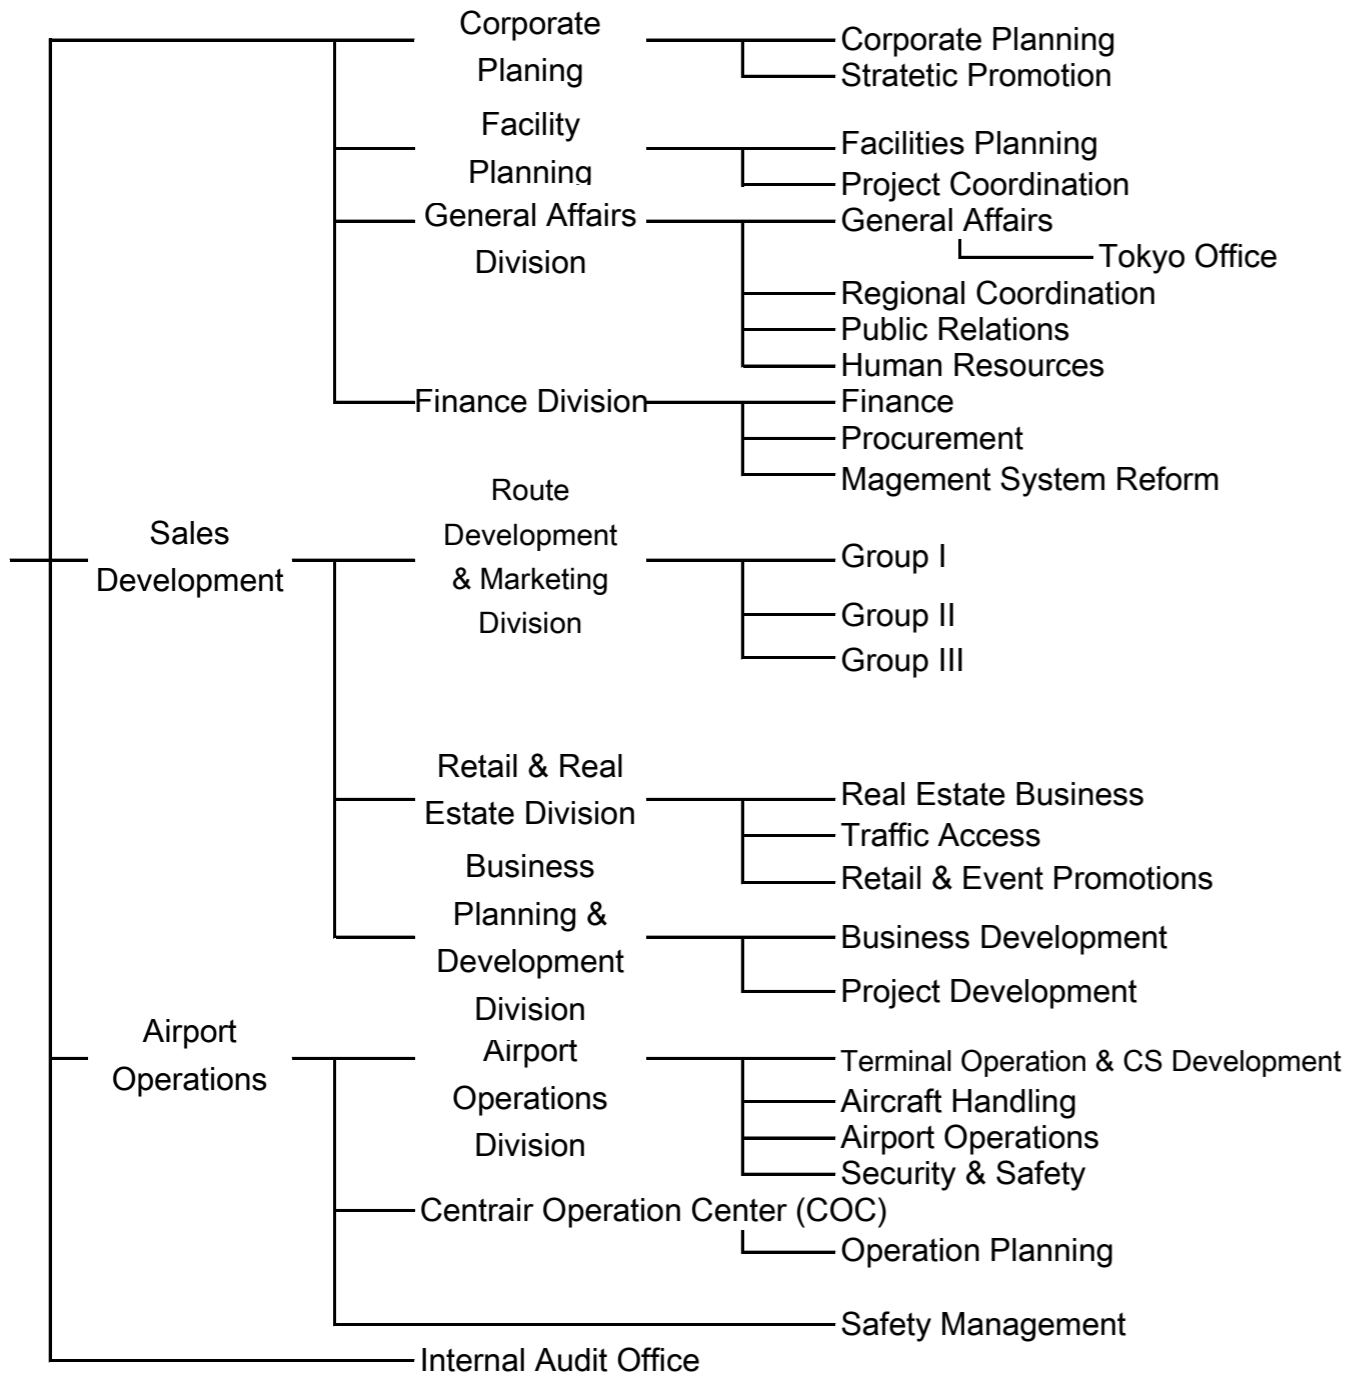 Corporate
Planing
Corporate Planning
Stratetic Promotion
Facility
Planning
Facilities Planning
Project Coordination
General Affairs
Division
General Affairs
Tokyo Office
Regional Coordination
Public Relations
Human Resources
Finance Division
Finance
Procurement
Magement System Reform
Sales
Development
Route
Development
& Marketing
Division
Group I
Group II
Group III
Retail & Real
Estate Division
Real Estate Business
Traffic Access
Retail & Event Promotions
Business
Planning &
Development
Division
Business Development
Project Development
Airport
Operations
Airport
Operations
Division
Terminal Operation & CS Development
Aircraft Handling
Airport Operations
Security & Safety
Centrair Operation Center (COC)
Operation Planning
Safety Management
Internal Audit Office